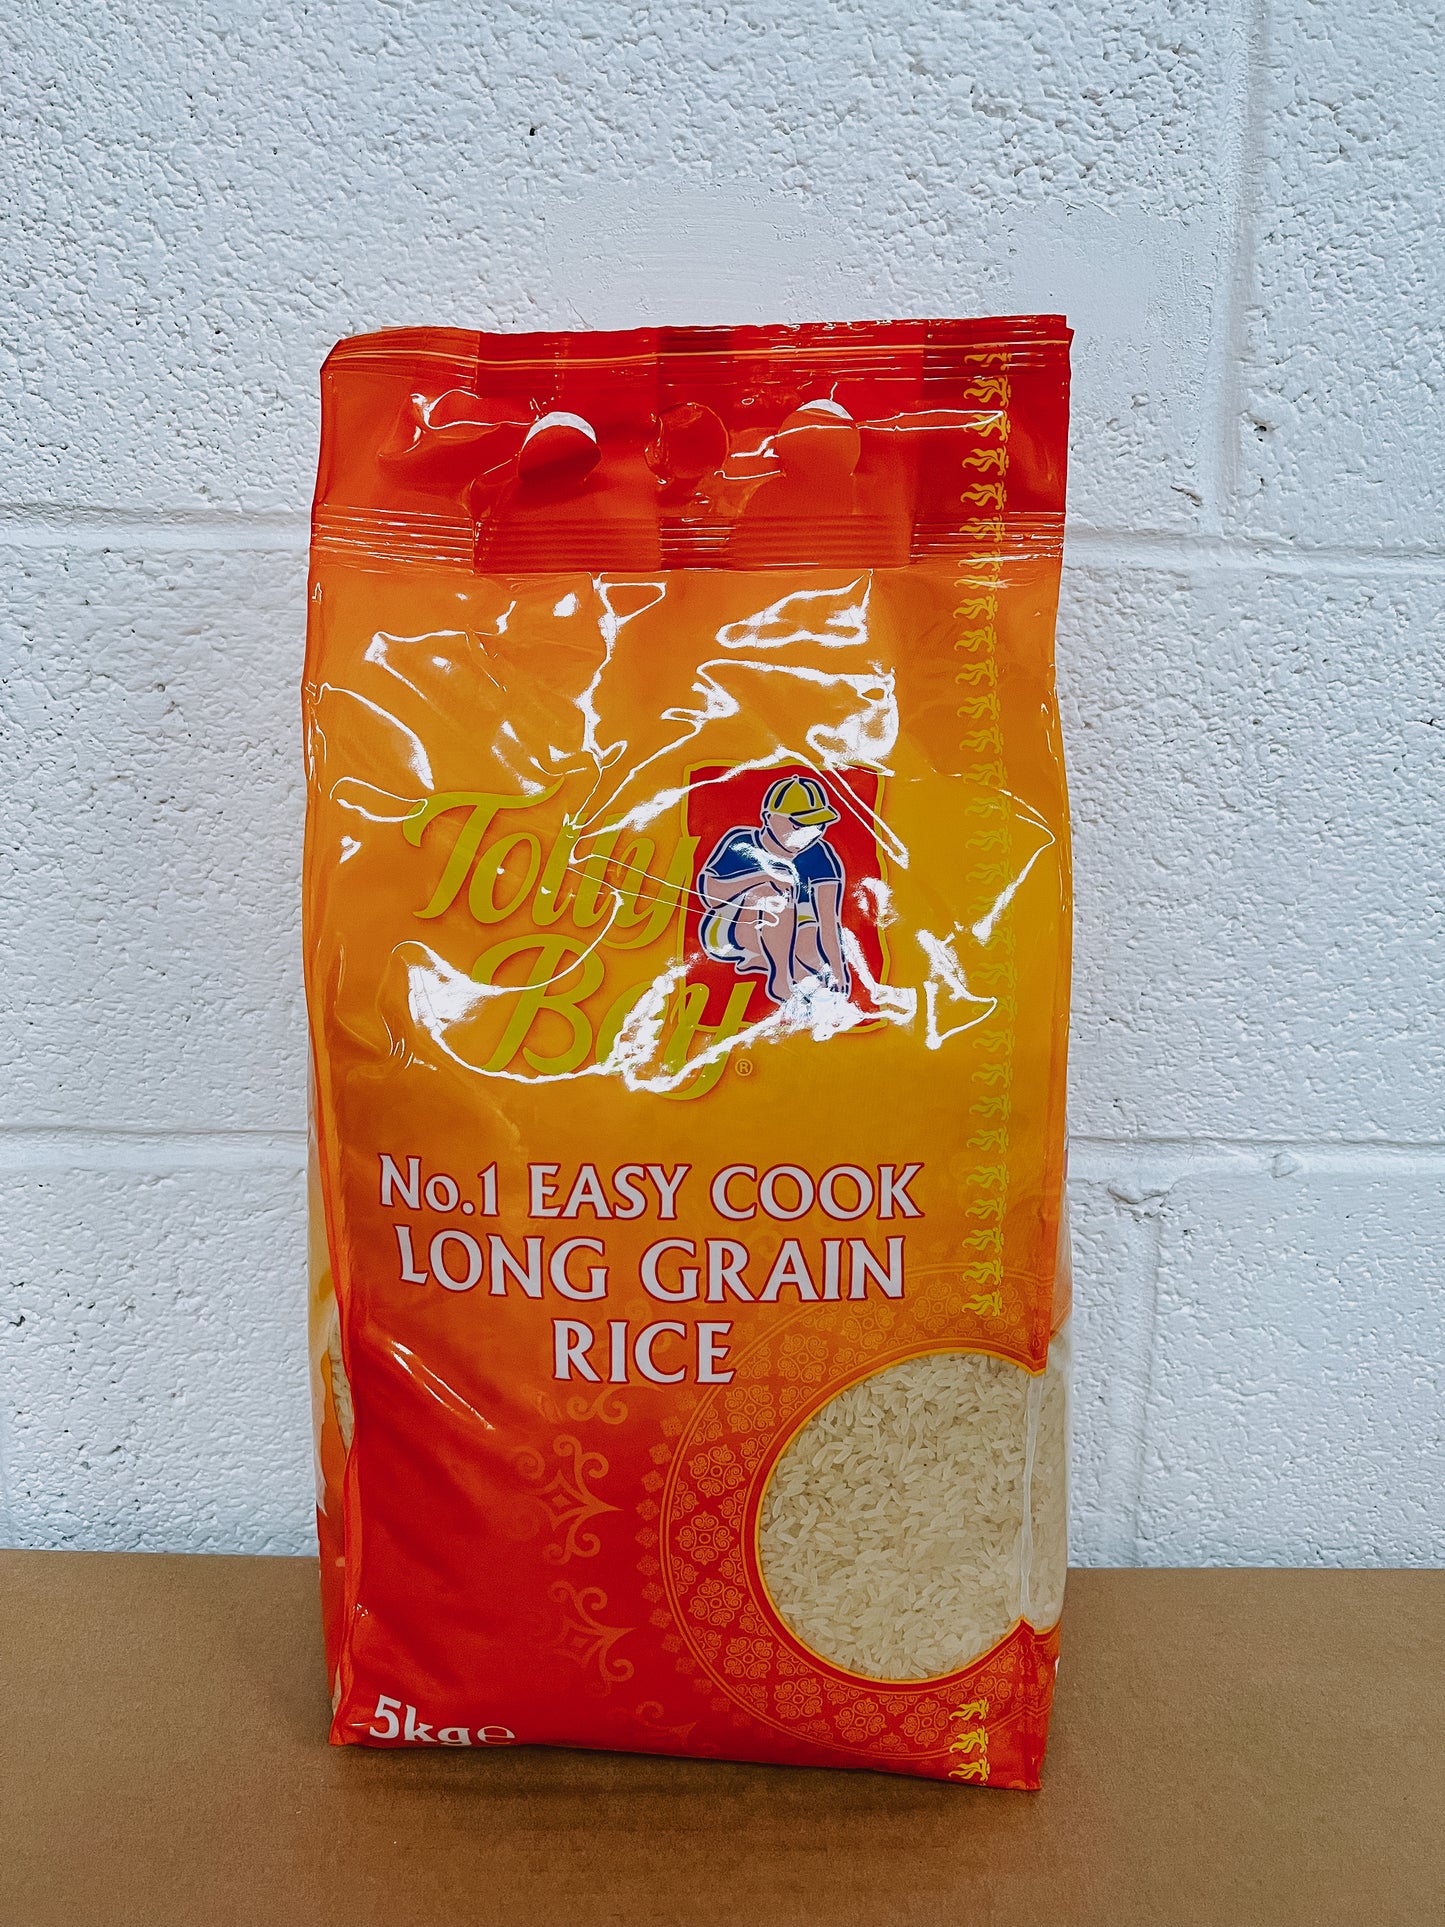 Tolly
Boy®
No.1 EASY COOK
LONG GRAIN
RICE
5kg℮